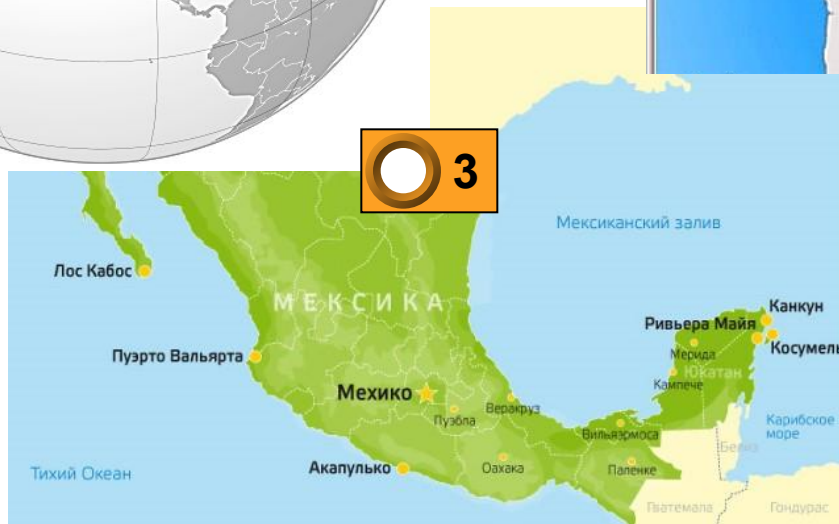 3
Мексиканский залив
Лос Кабос
МЕКСИКА
Канкун
Ривьера Майя
Косумель
Пуэрто Вальярта
Мерида
Юкатан
Кампече
Мехико
Веракруз
Пуэбла
Вильяэрмоса
Карибское
море
Белиз
Акапулько
Оахака
Паленке
Тихий Океан
Гватемала
Гондурас